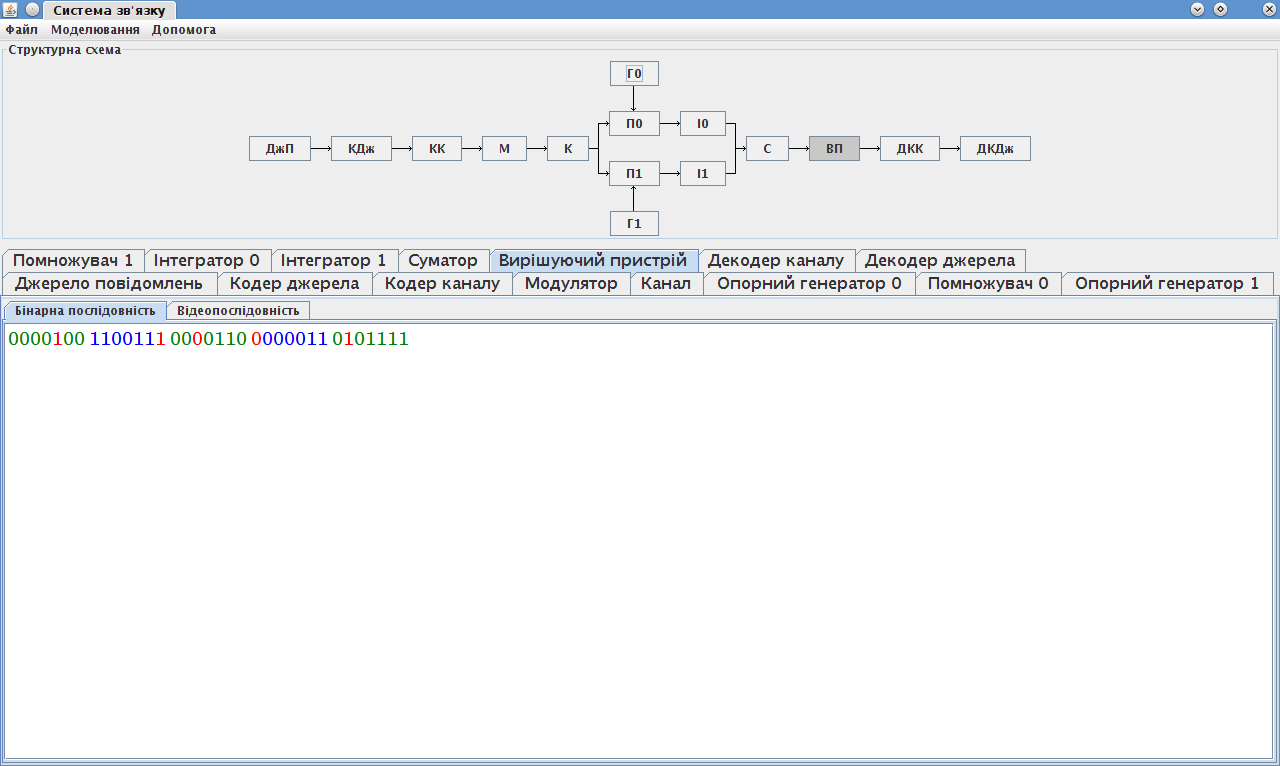 Система зв'язку
Файл Моделювання Допомога
Структурна схема
Г0
П0 І0
ДжП КДж КК М К С ВП ДКК ДКДж
П1 І1
Г1
Помножувач 1 Інтегратор 0 Інтегратор 1 Суматор Вирішуючий пристрій Декодер каналу Декодер джерела
Джерело повідомлень Кодер джерела Кодер каналу Модулятор Канал Опорний генератор 0 Помножувач 0 Опорний генератор 1
Бінарна послідовність Відеопослідовність
0000100 1100111 0000110 0000011 0101111